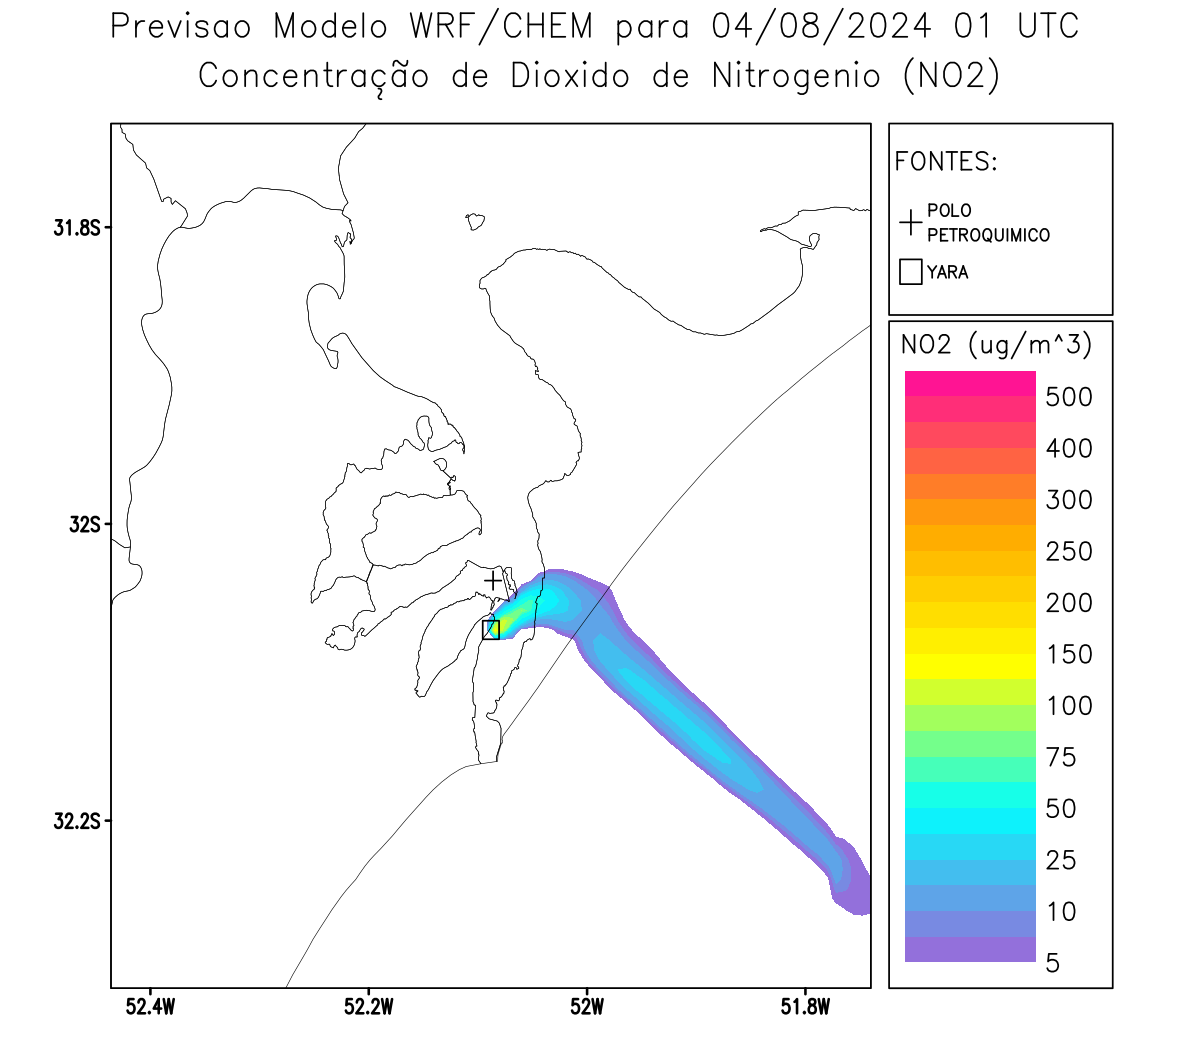 Previsao Modelo WRF/CHEM para 04/08/2024 01 UTC
Concentração de Dioxido de Nitrogenio (NO2)
FONTES:
POLO
PETROQUIMICO
YARA
NO2 (ug/m^3)
500
400
300
250
200
150
100
75
50
25
10
5
31.8S
32S
32.2S
52.4W
52.2W
52W
51.8W